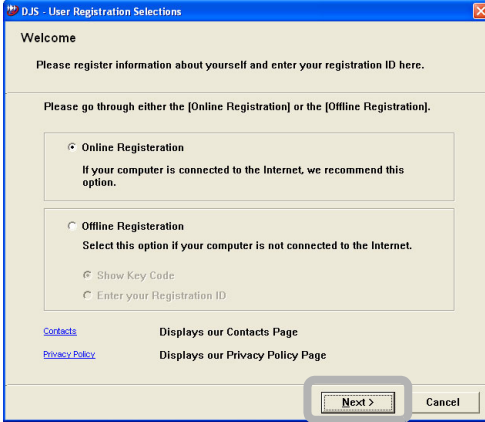 DJS - User Registration Selections
Welcome
Please register information about yourself and enter your registration ID here.
Please go through either the [Online Registration] or the [Offline Registration].
Online Registeration
If your computer is connected to the Internet, we recommend this
option.
Offline Registeration
Select this option if your computer is not connected to the Internet.
Show Key Code
Enter your Registration ID
Contacts Displays our Contacts Page
Privacy Policy Displays our Privacy Policy Page
Next > Cancel